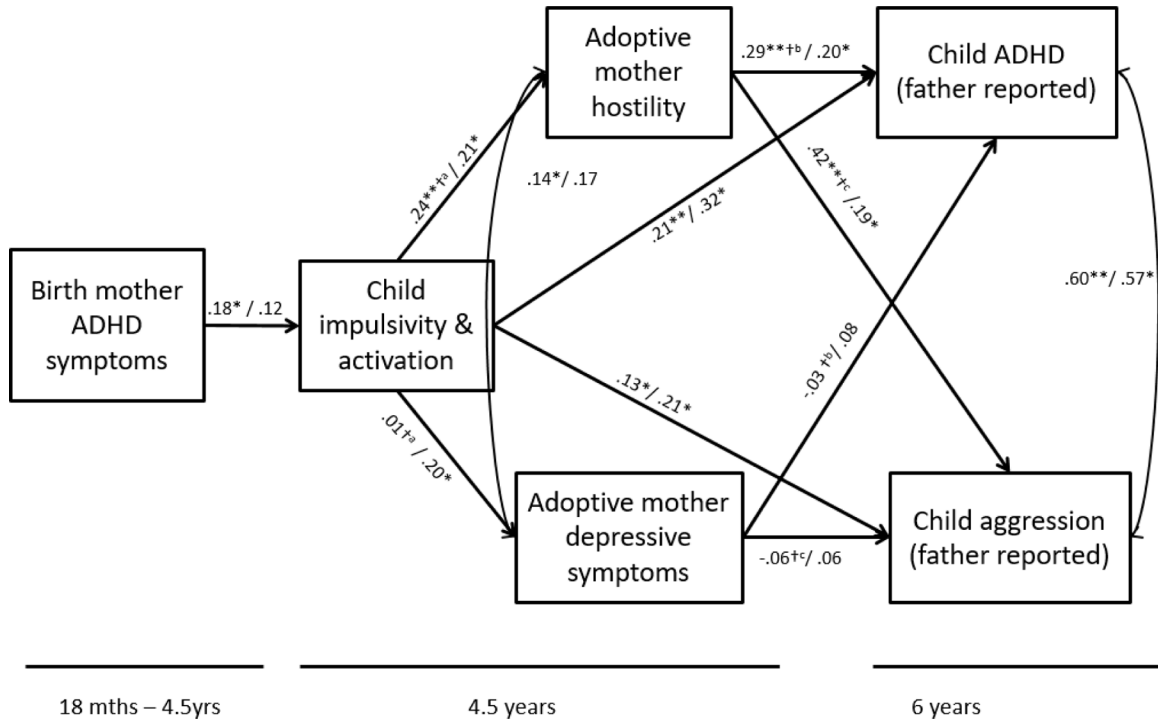 Adoptive
mother
hostility
.29**†ᵇ/ .20*
Child ADHD
(father reported)
.24**†ᵃ/ .21*
.14*/ .17
.21**/ .32*
.42**†ᶜ/ .19*
.60**/ .57*
Birth mother
ADHD
symptoms
.18* / .12
Child
impulsivity &
activation
.01†ᵃ / .20*
.13*/ .21*
-.03 †ᵇ/ .08
Adoptive mother
depressive
symptoms
-.06†ᶜ/ .06
Child aggression
(father reported)
18 mths – 4.5yrs
4.5 years
6 years